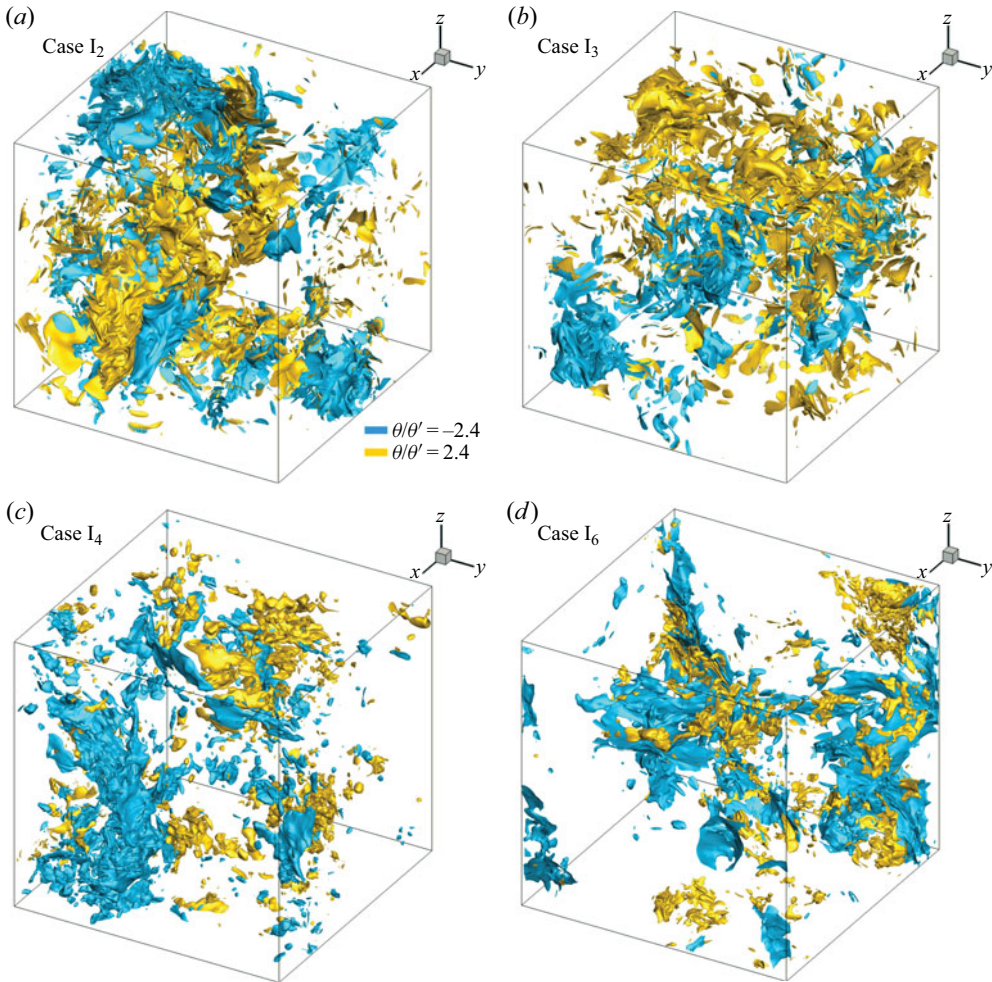 (a)
Case I2
z
x
y
(b)
Case I3
z
x
y
θ/θ′ = –2.4
θ/θ′ = 2.4
(c)
Case I4
z
x
y
(d)
Case I6
z
x
y